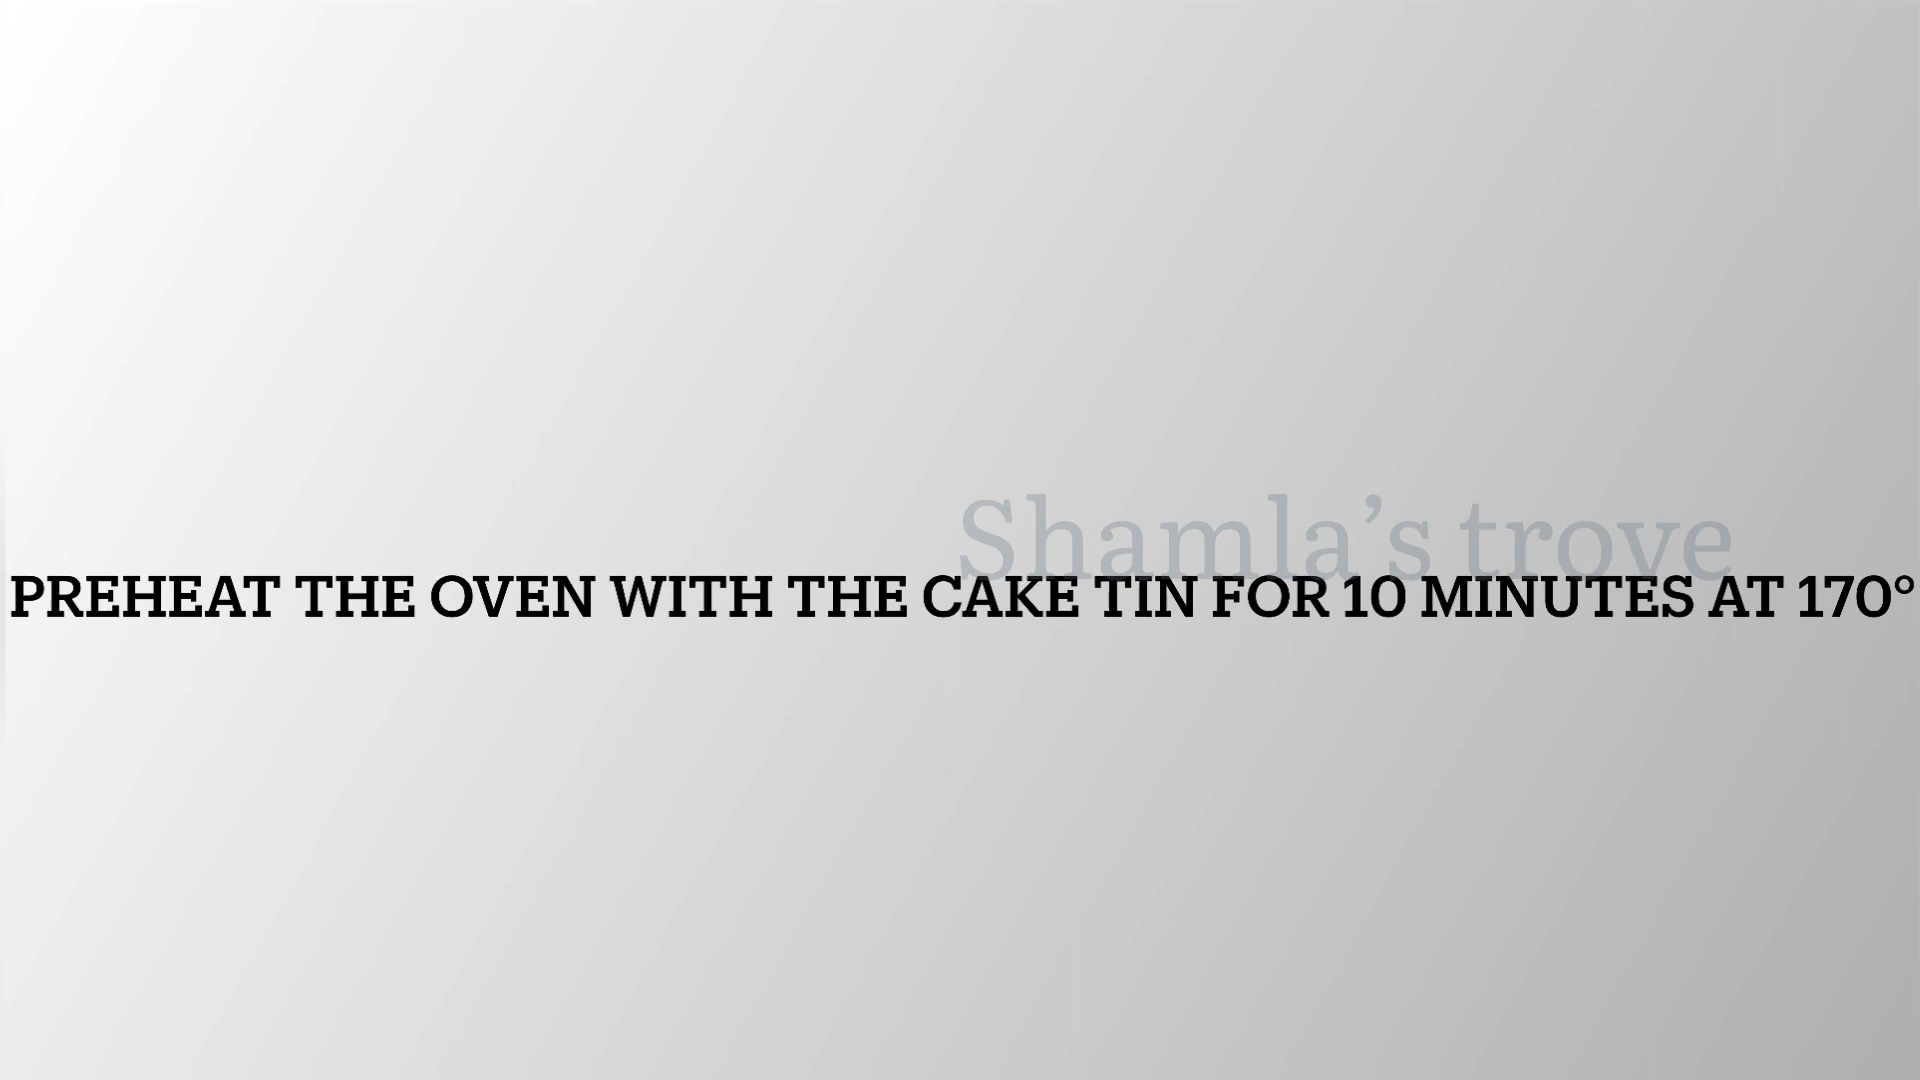 Shamla’s trove
PREHEAT THE OVEN WITH THE CAKE TIN FOR 10 MINUTES AT 170°